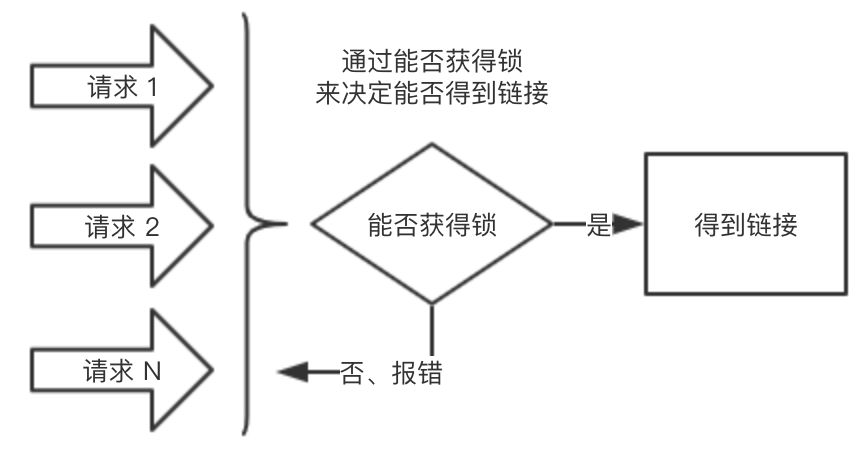 通过能否获得锁
来决定能否得到链接
请求 1
请求 2
请求 N
能否获得锁
是
得到链接
否、报错